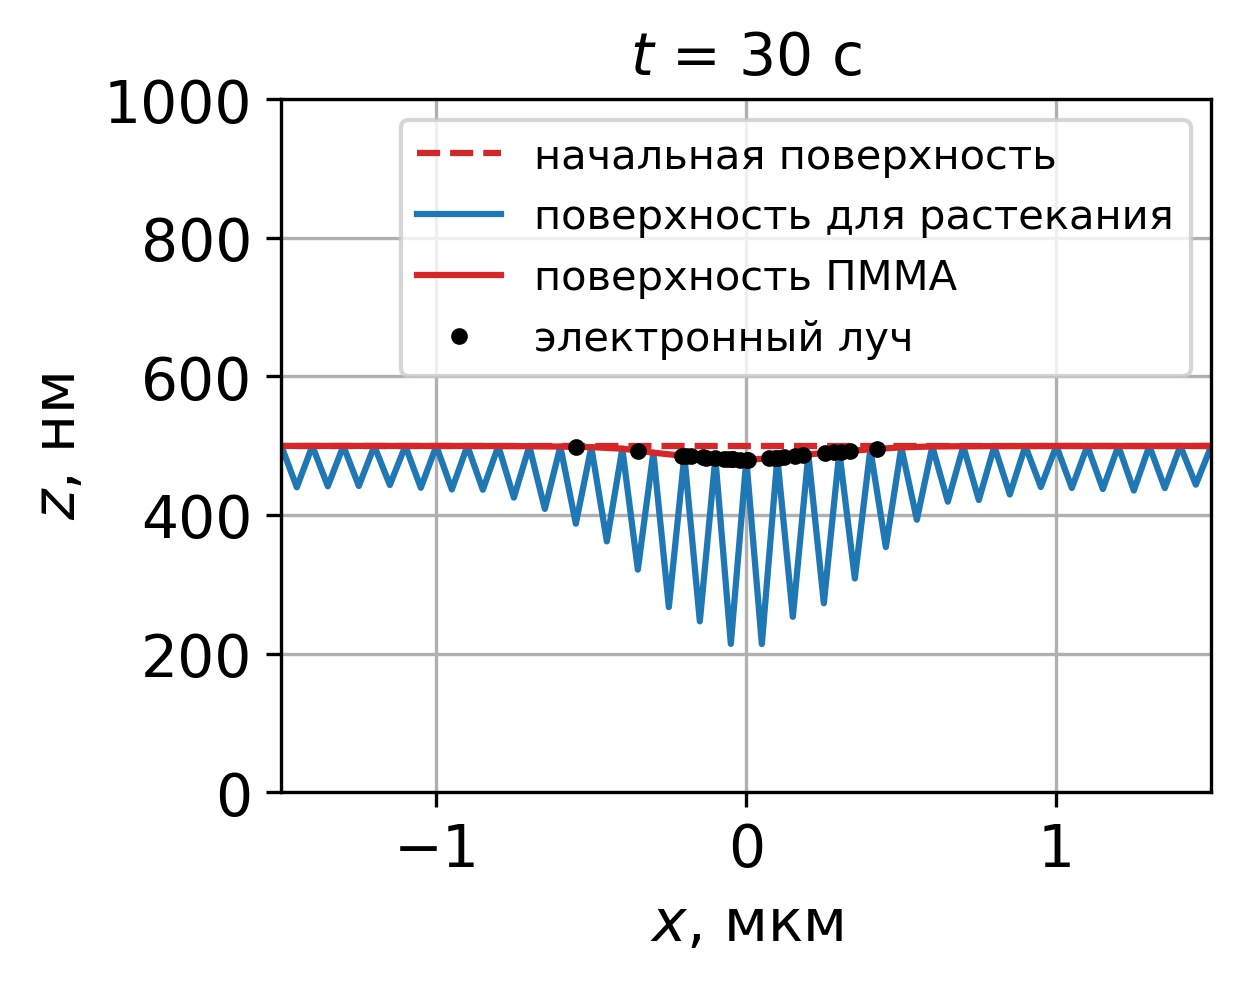 t = 30 с
1000
800
600
400
200
0
z, нм
начальная поверхность
поверхность для растекания
поверхность ПММА
электронный луч
−1 0 1
x, мкм